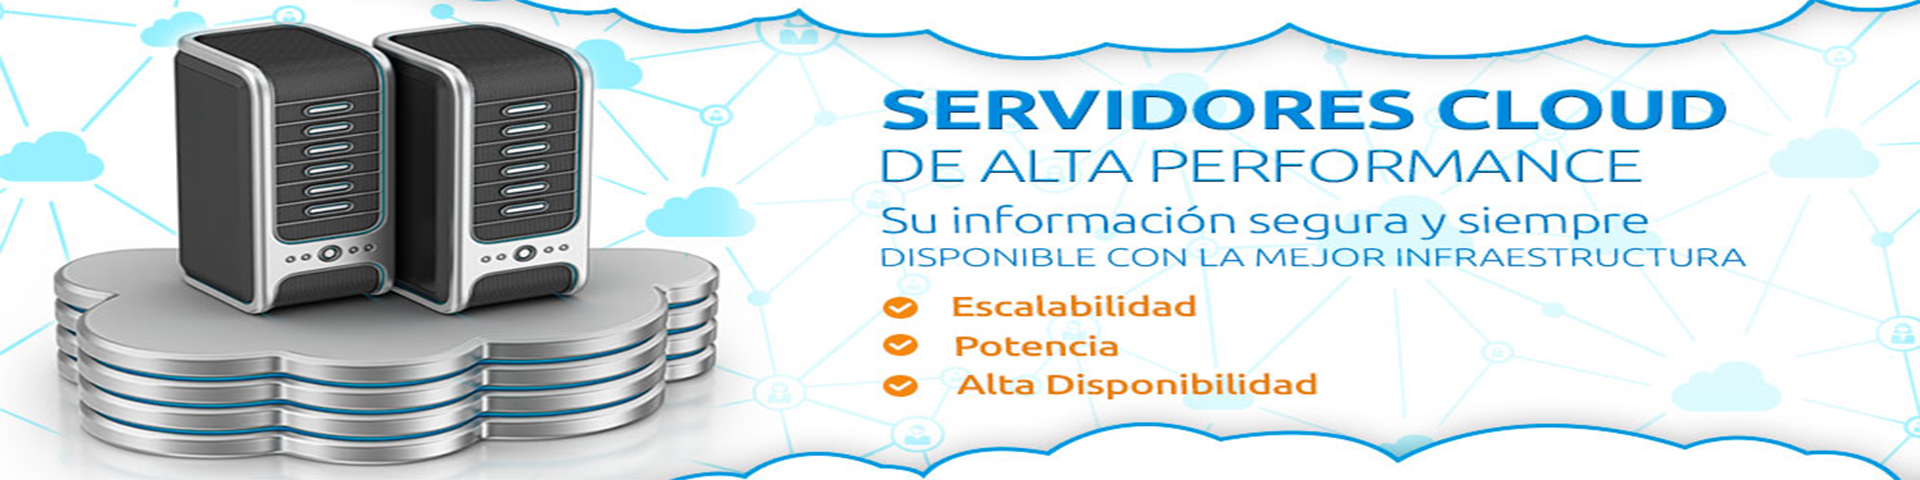 SERVIDORES CLOUD
DE ALTA PERFORMANCE
Su información segura y siempre
DISPONIBLE CON LA MEJOR INFRAESTRUCTURA
Escalabilidad
Potencia
Alta Disponibilidad